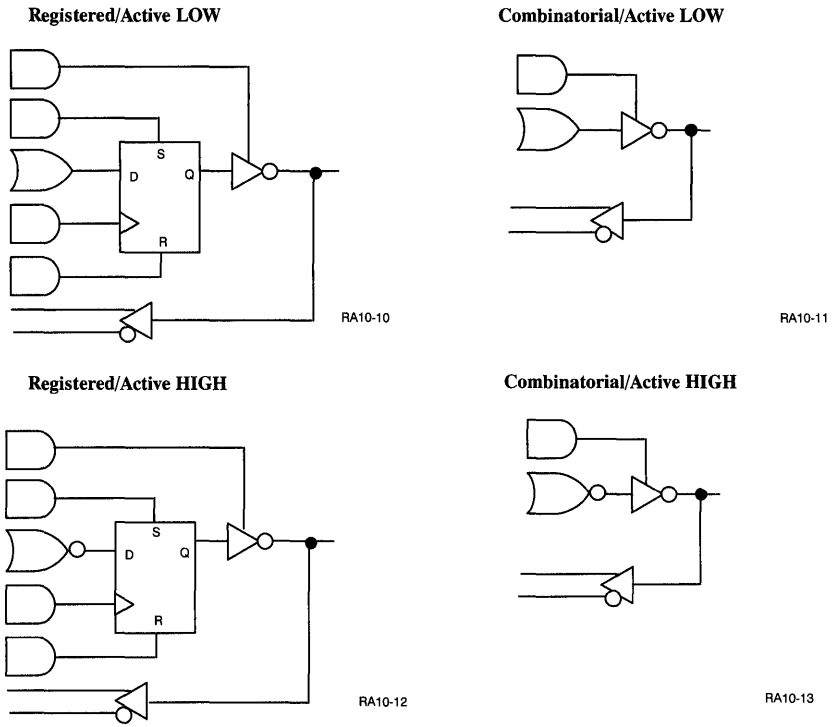 Registered/Active LOW
S
D
Q
R
RA10-10
Combinatorial/Active LOW
RA10-11
Registered/Active HIGH
S
D
Q
R
RA10-12
Combinatorial/Active HIGH
RA10-13